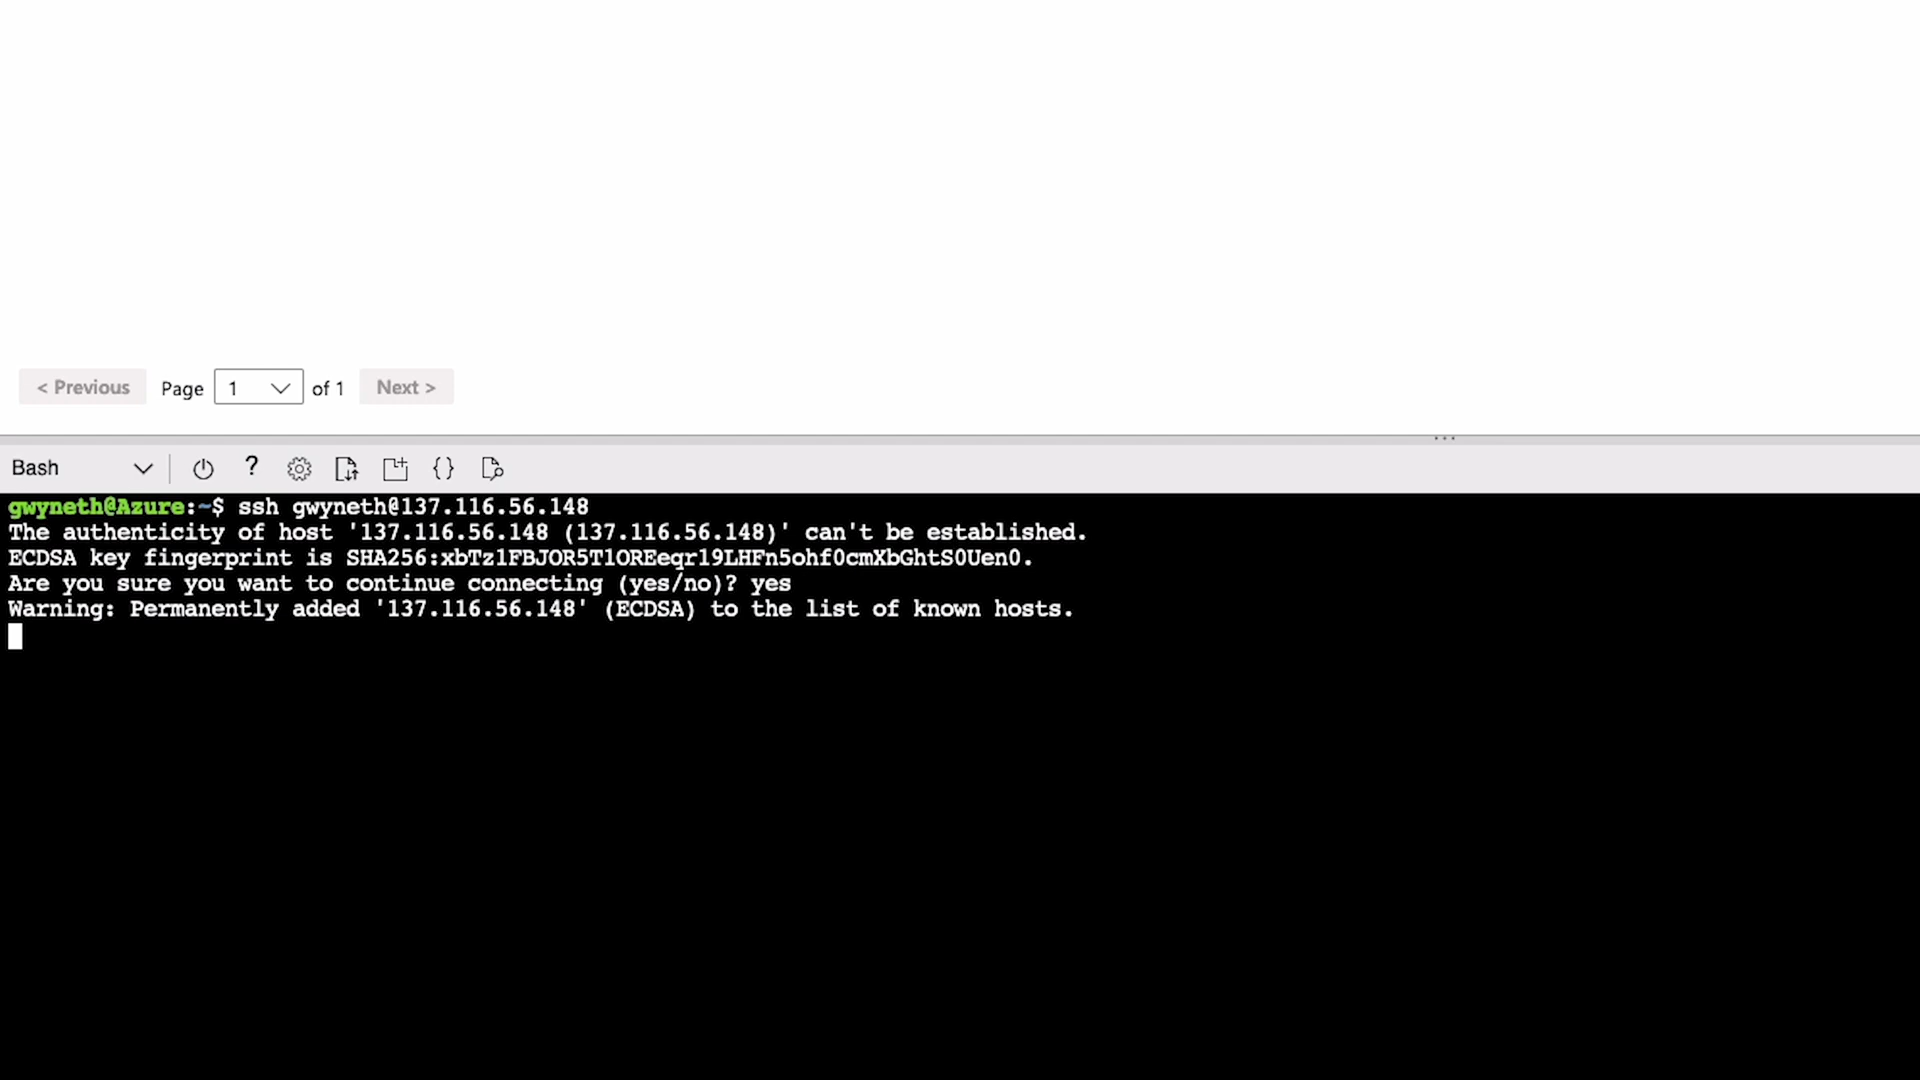 < Previous Page 1 of 1 Next >
Bash
gwyneth@Azure:~$ ssh gwyneth@137.116.56.148
The authenticity of host '137.116.56.148 (137.116.56.148)' can't be established.
ECDSA key fingerprint is SHA256:xbTz1FBJOR5T1OREeqr19LHFn5ohf0cmXbGhtS0Uen0.
Are you sure you want to continue connecting (yes/no)? yes
Warning: Permanently added '137.116.56.148' (ECDSA) to the list of known hosts.